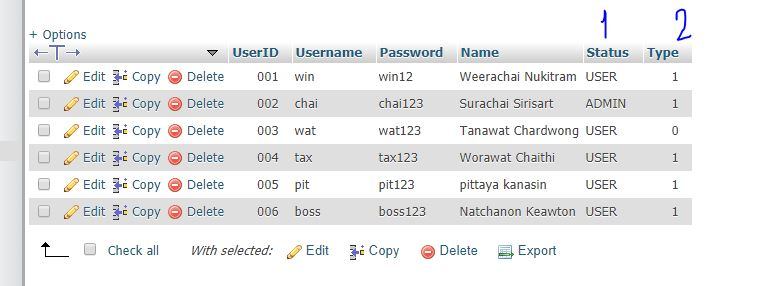 1 2
+ Options
←T→ UserID Username Password Name Status Type
Edit Copy Delete 001 win win12 Weerachai Nukitram USER 1
Edit Copy Delete 002 chai chai123 Surachai Sirisart ADMIN 1
Edit Copy Delete 003 wat wat123 Tanawat Chardwong USER 0
Edit Copy Delete 004 tax tax123 Worawat Chaithi USER 1
Edit Copy Delete 005 pit pit123 pittaya kanasin USER 1
Edit Copy Delete 006 boss boss123 Natchanon Keawton USER 1
Check all With selected: Edit Copy Delete Export